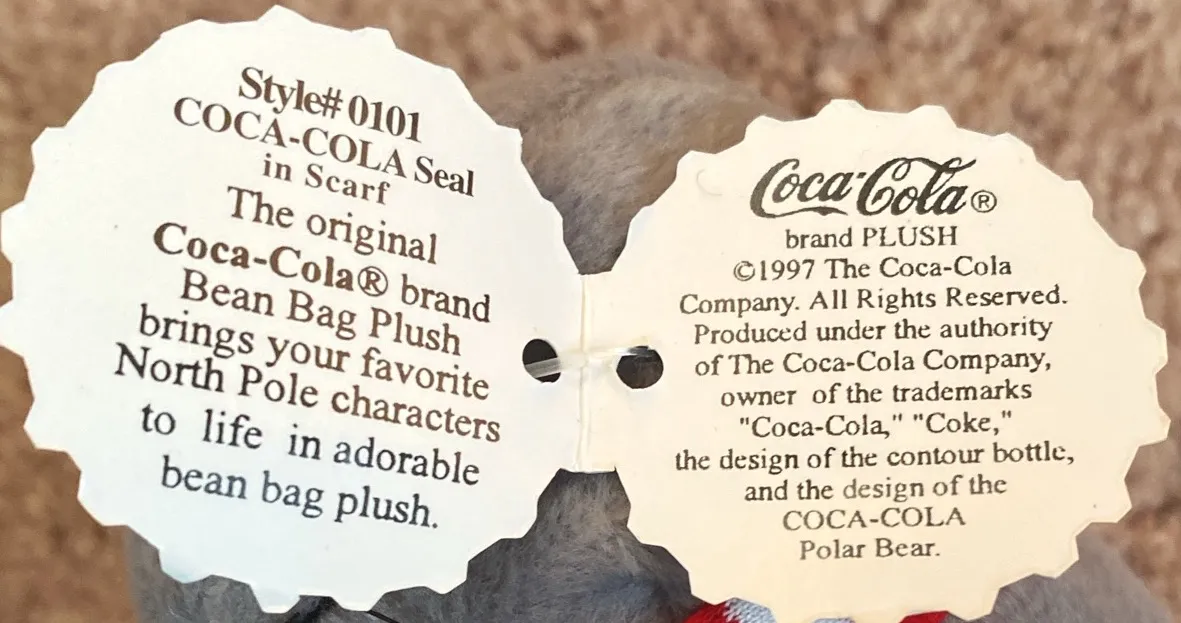 Style# 0101
COCA-COLA Seal
in Scarf
The original
Coca-Cola® brand
Bean Bag Plush
brings your favorite
North Pole characters
to life in adorable
bean bag plush.
Coca-Cola®
brand PLUSH
©1997 The Coca-Cola
Company. All Rights Reserved.
Produced under the authority
of The Coca-Cola Company,
owner of the trademarks
"Coca-Cola," "Coke,"
the design of the contour bottle,
and the design of the
COCA-COLA
Polar Bear.